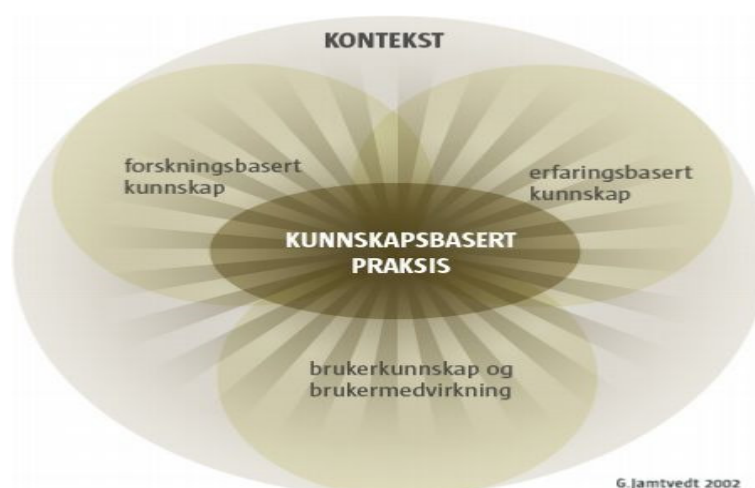 KONTEKST
forskningsbasert
kunnskap
erfaringsbasert
kunnskap
KUNNSKAPSBASERT
PRAKSIS
brukerkunnskap og
brukermedvirkning
G.Jamtvedt 2002